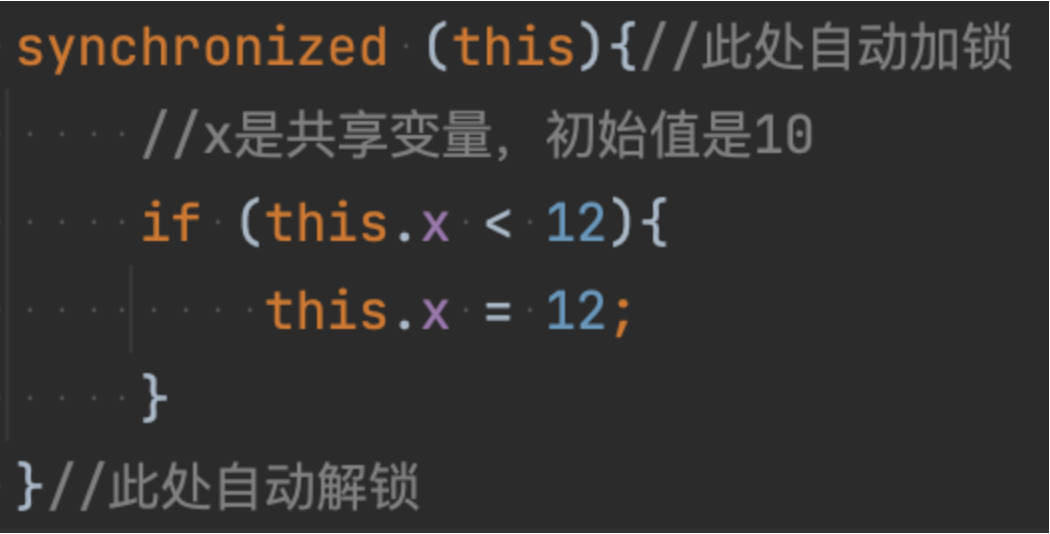 synchronized (this){//此处自动加锁
//x是共享变量，初始值是10
if (this.x < 12){
this.x = 12;
}
}//此处自动解锁